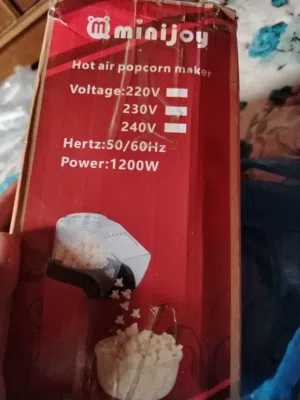 minijoy
Hot air popcorn maker
Voltage:220V
230V
240V
Hertz:50/60Hz
Power:1200W